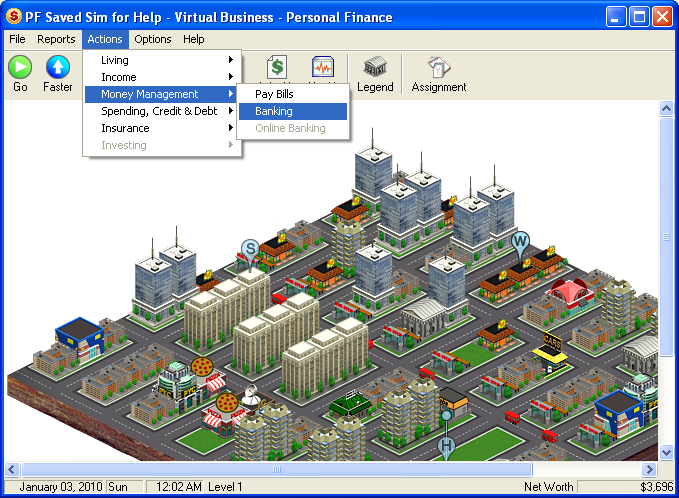 PF Saved Sim for Help - Virtual Business - Personal Finance
File Reports Actions Options Help
Go Faster Legend Assignment
Living
Income
Money Management
Spending, Credit & Debt
Insurance
Investing
Pay Bills
Banking
Online Banking
S
W
CARS
H
January 03, 2010 Sun 12:02 AM Level 1 Net Worth $3,696